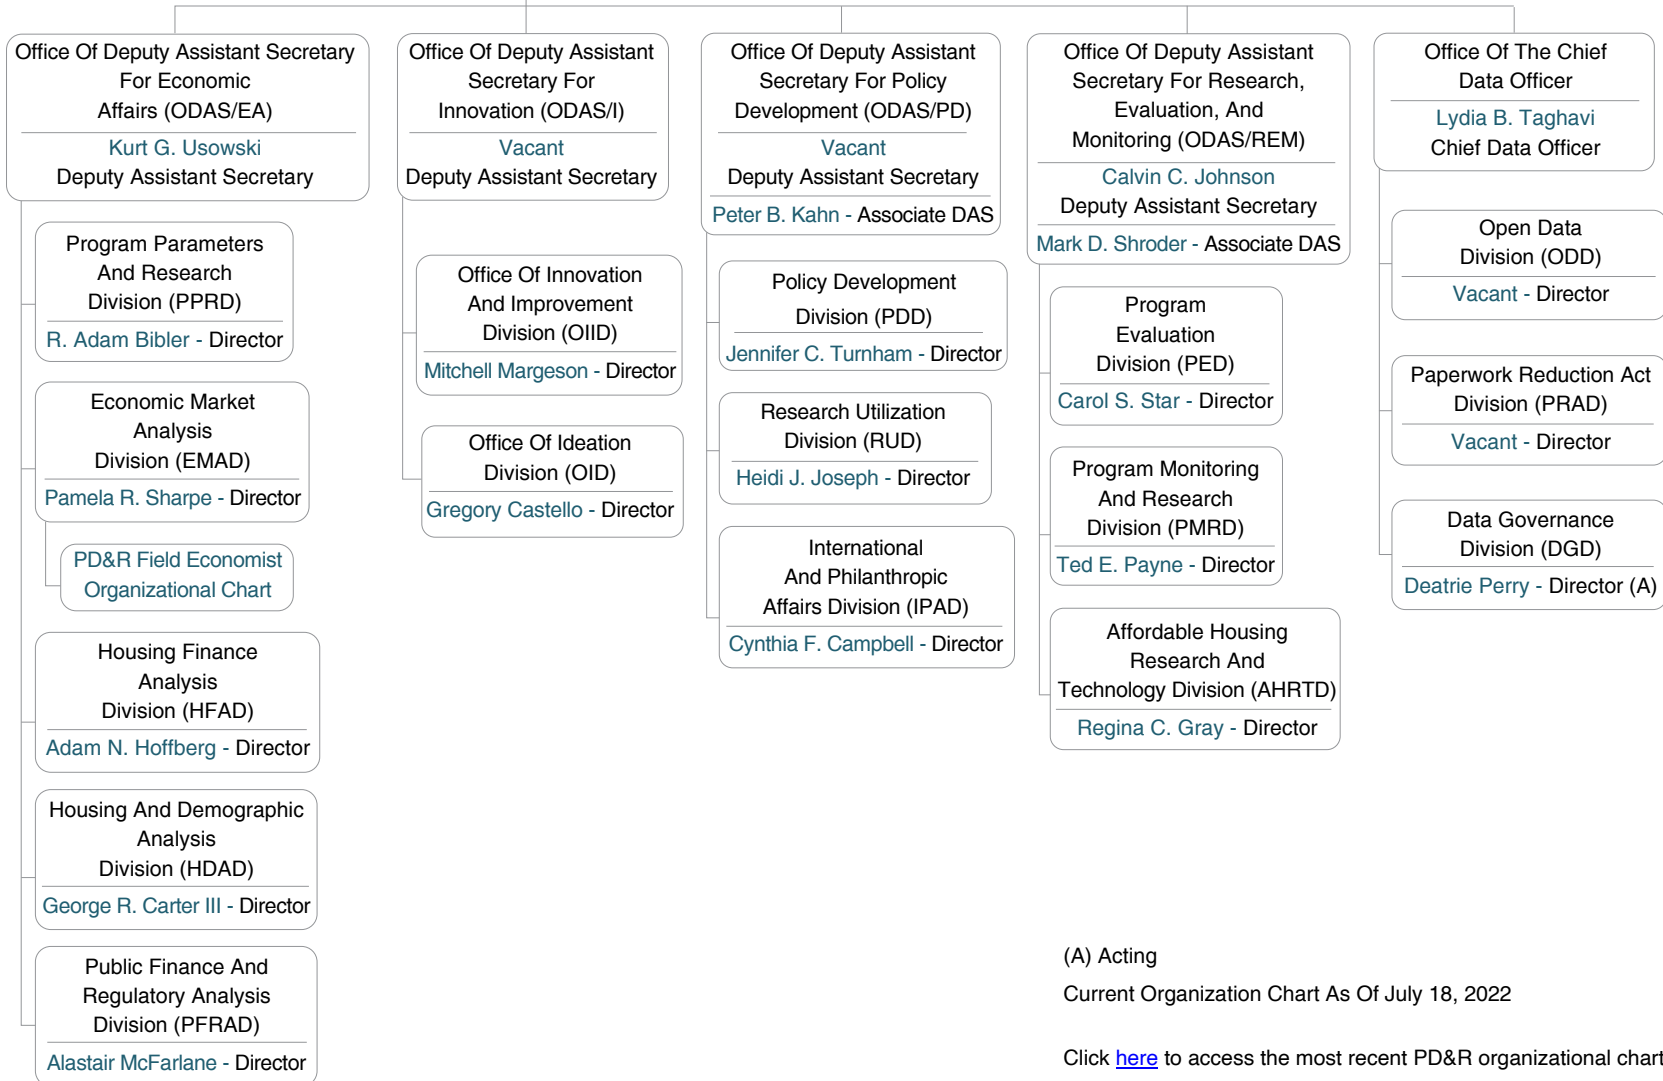 Office Of Deputy Assistant Secretary
For Economic
Affairs (ODAS/EA)
Kurt G. Usowski
Deputy Assistant Secretary
Program Parameters
And Research
Division (PPRD)
R. Adam Bibler - Director
Economic Market
Analysis
Division (EMAD)
Pamela R. Sharpe - Director
PD&R Field Economist
Organizational Chart
Housing Finance
Analysis
Division (HFAD)
Adam N. Hoffberg - Director
Housing And Demographic
Analysis
Division (HDAD)
George R. Carter III - Director
Public Finance And
Regulatory Analysis
Division (PFRAD)
Alastair McFarlane - Director
Office Of Deputy Assistant
Secretary For
Innovation (ODAS/I)
Vacant
Deputy Assistant Secretary
Office Of Innovation
And Improvement
Division (OIID)
Mitchell Margeson - Director
Office Of Ideation
Division (OID)
Gregory Castello - Director
Office Of Deputy Assistant
Secretary For Policy
Development (ODAS/PD)
Vacant
Deputy Assistant Secretary
Peter B. Kahn - Associate DAS
Policy Development
Division (PDD)
Jennifer C. Turnham - Director
Research Utilization
Division (RUD)
Heidi J. Joseph - Director
International
And Philanthropic
Affairs Division (IPAD)
Cynthia F. Campbell - Director
Office Of Deputy Assistant
Secretary For Research,
Evaluation, And
Monitoring (ODAS/REM)
Calvin C. Johnson
Deputy Assistant Secretary
Mark D. Shroder - Associate DAS
Program
Evaluation
Division (PED)
Carol S. Star - Director
Program Monitoring
And Research
Division (PMRD)
Ted E. Payne - Director
Affordable Housing
Research And
Technology Division (AHRTD)
Regina C. Gray - Director
Office Of The Chief
Data Officer
Lydia B. Taghavi
Chief Data Officer
Open Data
Division (ODD)
Vacant - Director
Paperwork Reduction Act
Division (PRAD)
Vacant - Director
Data Governance
Division (DGD)
Deatrie Perry - Director (A)
(A) Acting
Current Organization Chart As Of July 18, 2022
Click here to access the most recent PD&R organizational chart